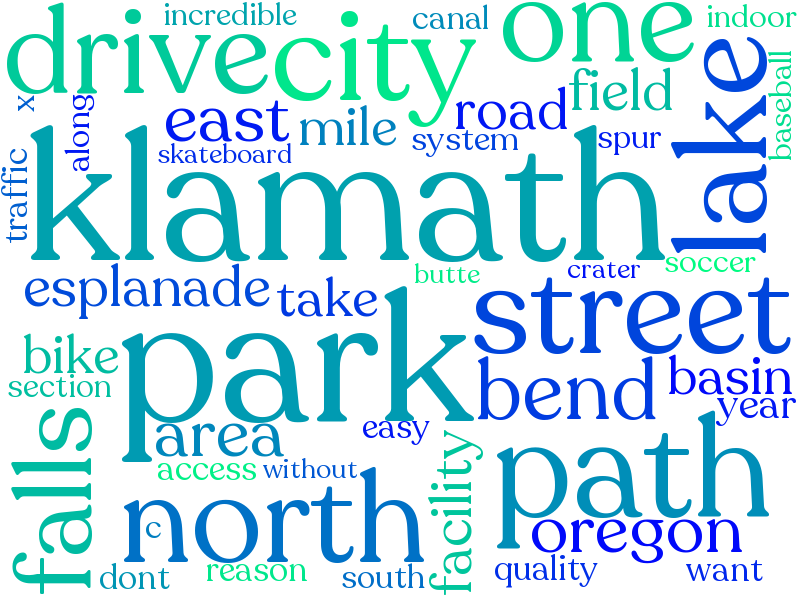 incredible
canal
one
indoor
drive
city
field
lake
baseball
x
along
east
mile
road
system
spur
skateboard
traffic
klamath
soccer
crater
butte
esplanade
take
street
park
bike
section
bend
basin
year
easy
area
falls
access
without
facility
path
north
c
oregon
reason
dont
south
quality
want